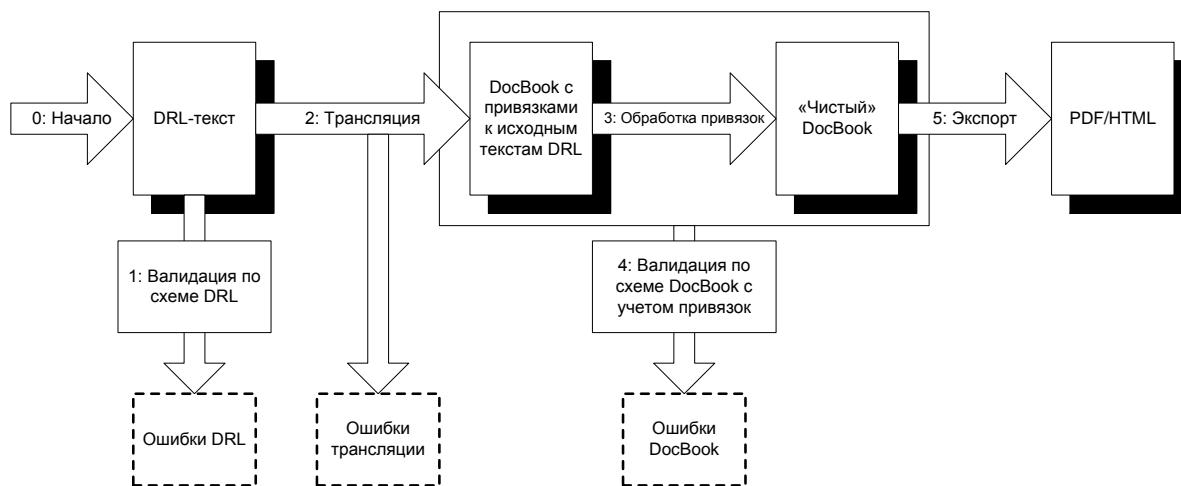 0: Начало
DRL-текст
2: Трансляция
DocBook с
привязками
к исходным
текстам DRL
3: Обработка привязок
«Чистый»
DocBook
5: Экспорт
PDF/HTML
1: Валидация по
схеме DRL
4: Валидация по
схеме DocBook с
учетом привязок
Ошибки DRL
Ошибки
трансляции
Ошибки
DocBook